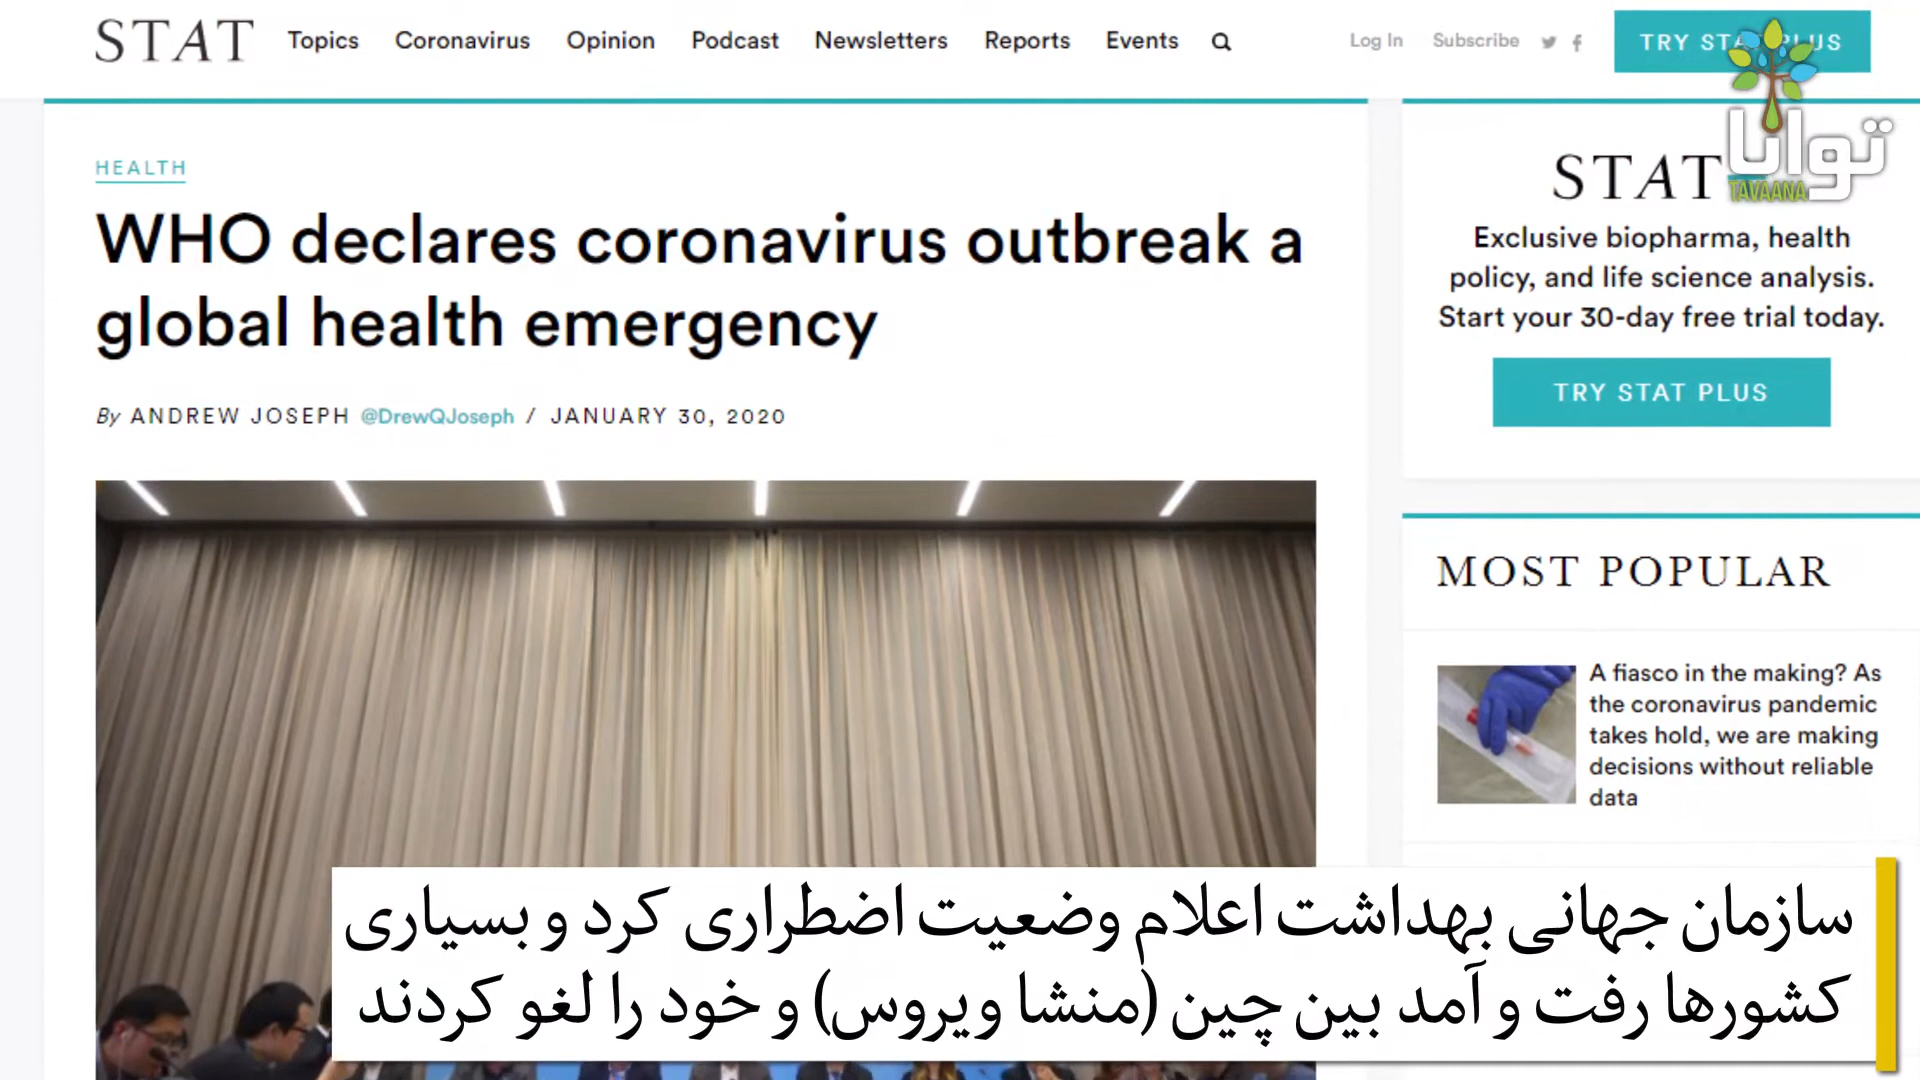 STAT Topics Coronavirus Opinion Podcast Newsletters Reports Events Log In Subscribe TRY STAT PLUS
توانا
TAVAANA
HEALTH
WHO declares coronavirus outbreak a
global health emergency
By ANDREW JOSEPH @DrewQJoseph / JANUARY 30, 2020
STAT
Exclusive biopharma, health
policy, and life science analysis.
Start your 30-day free trial today.
TRY STAT PLUS
MOST POPULAR
A fiasco in the making? As
the coronavirus pandemic
takes hold, we are making
decisions without reliable
data
سازمان جهانی بهداشت اعلام وضعیت اضطراری کرد و بسیاری
کشورها رفت و آمد بین چین (منشا ویروس) و خود را لغو کردند